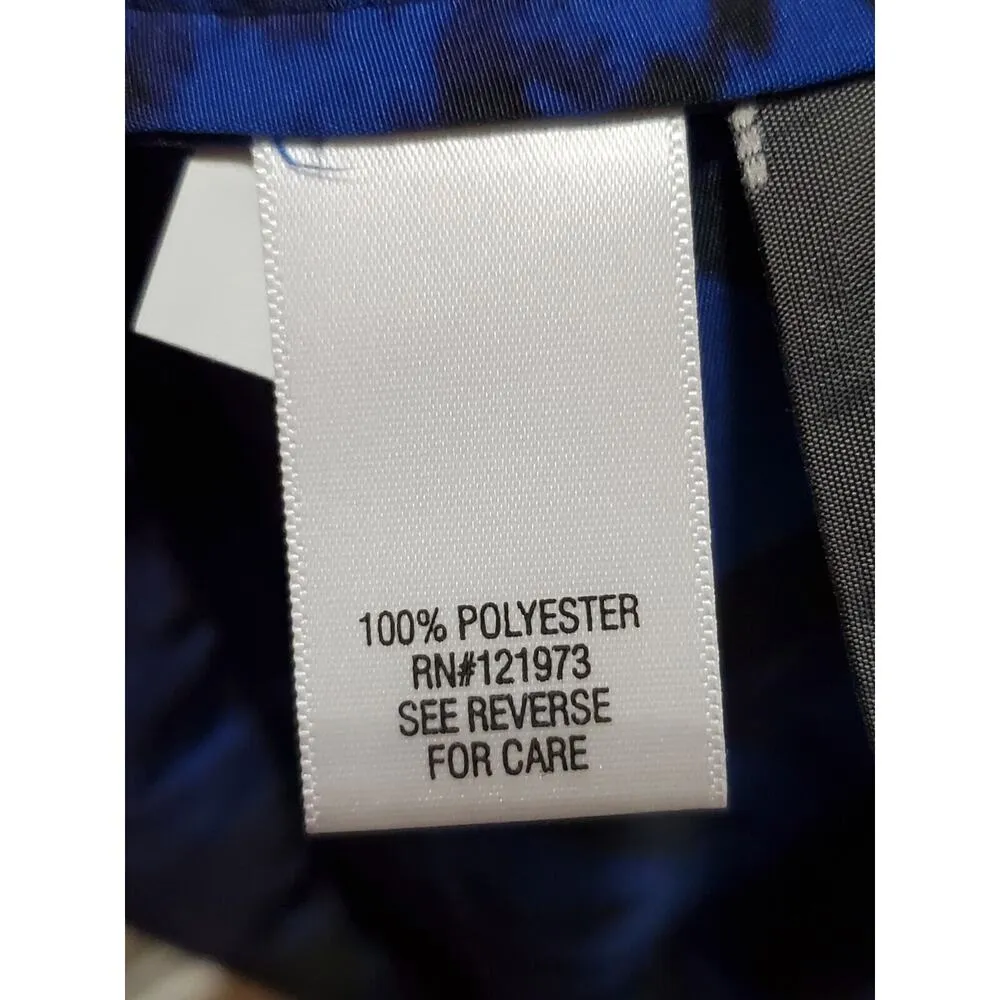 100% POLYESTER
RN#121973
SEE REVERSE
FOR CARE